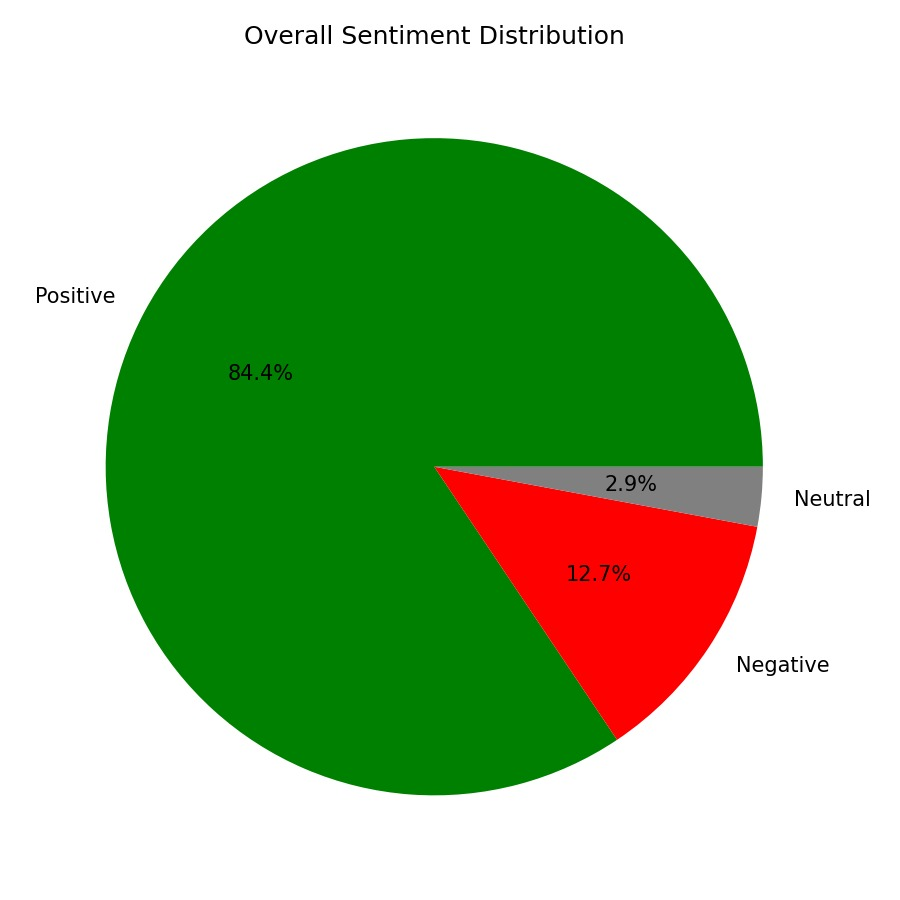 Overall Sentiment Distribution
Positive
84.4%
2.9%
Neutral
12.7%
Negative